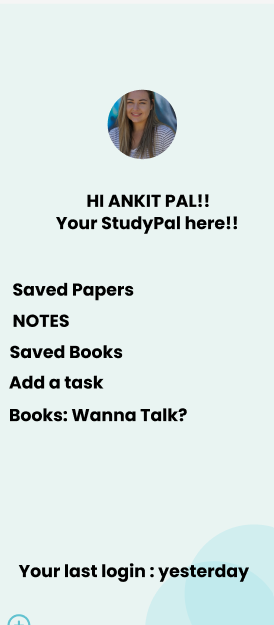 HI ANKIT PAL!!
Your StudyPal here!!
Saved Papers
NOTES
Saved Books
Add a task
Books: Wanna Talk?
Your last login : yesterday